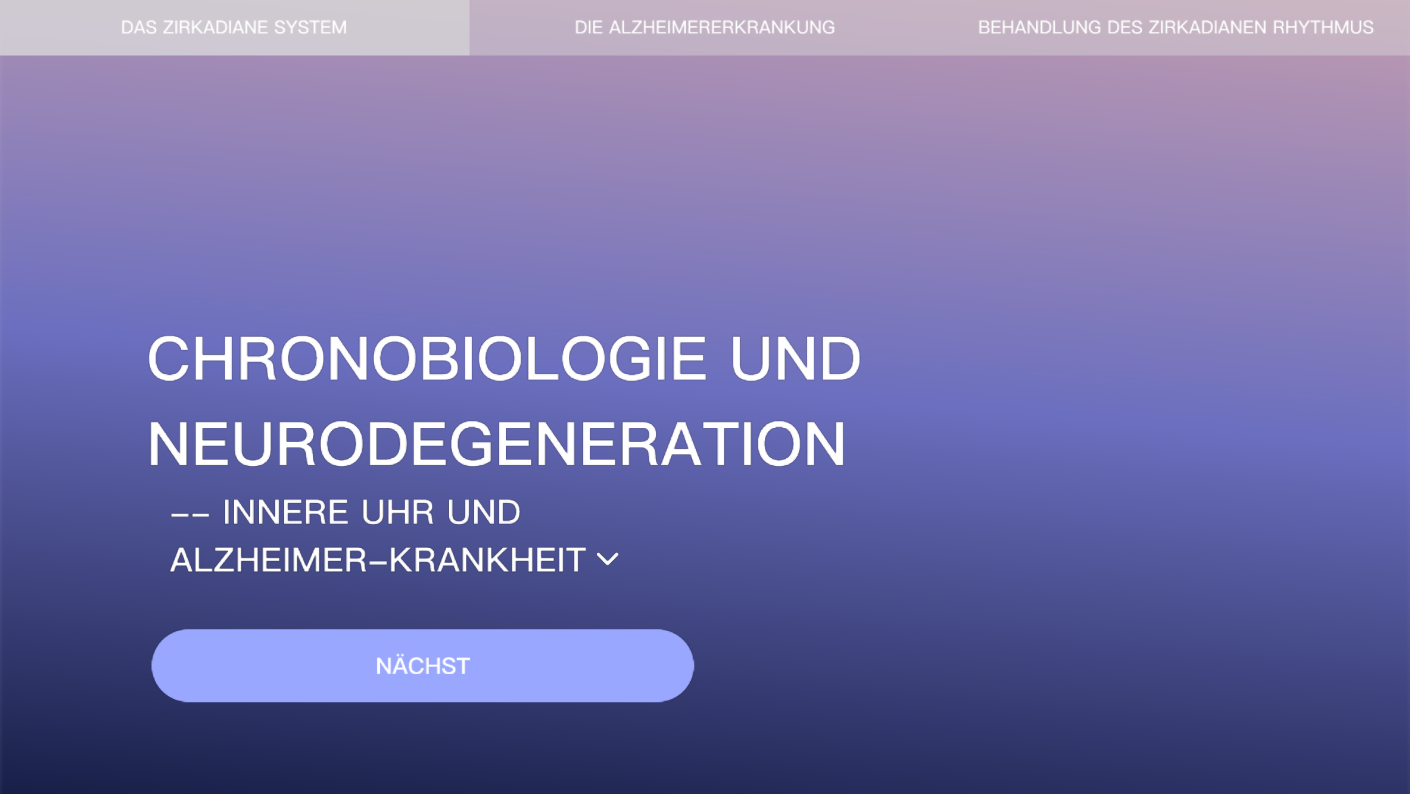 DAS ZIRKADIANE SYSTEM
DIE ALZHEIMERERKRANKUNG
BEHANDLUNG DES ZIRKADIANEN RHYTHMUS
CHRONOBIOLOGIE UND
NEURODEGENERATION
-- INNERE UHR UND
ALZHEIMER-KRANKHEIT
NÄCHST